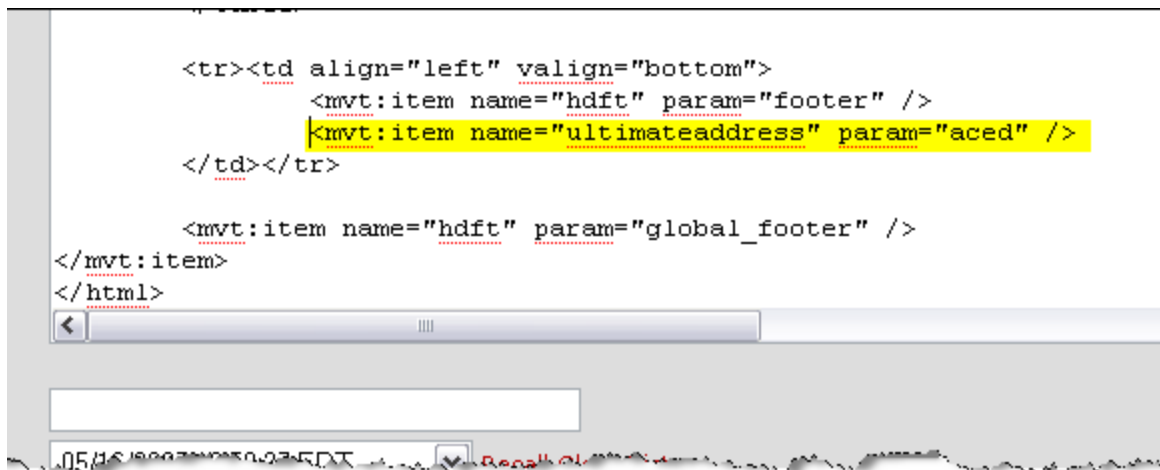 <tr><td align="left" valign="bottom">
<mvt:item name="hdft" param="footer" />
<mvt:item name="ultimateaddress" param="aced" />
</td></tr>
<mvt:item name="hdft" param="global_footer" />
</mvt:item>
</html>